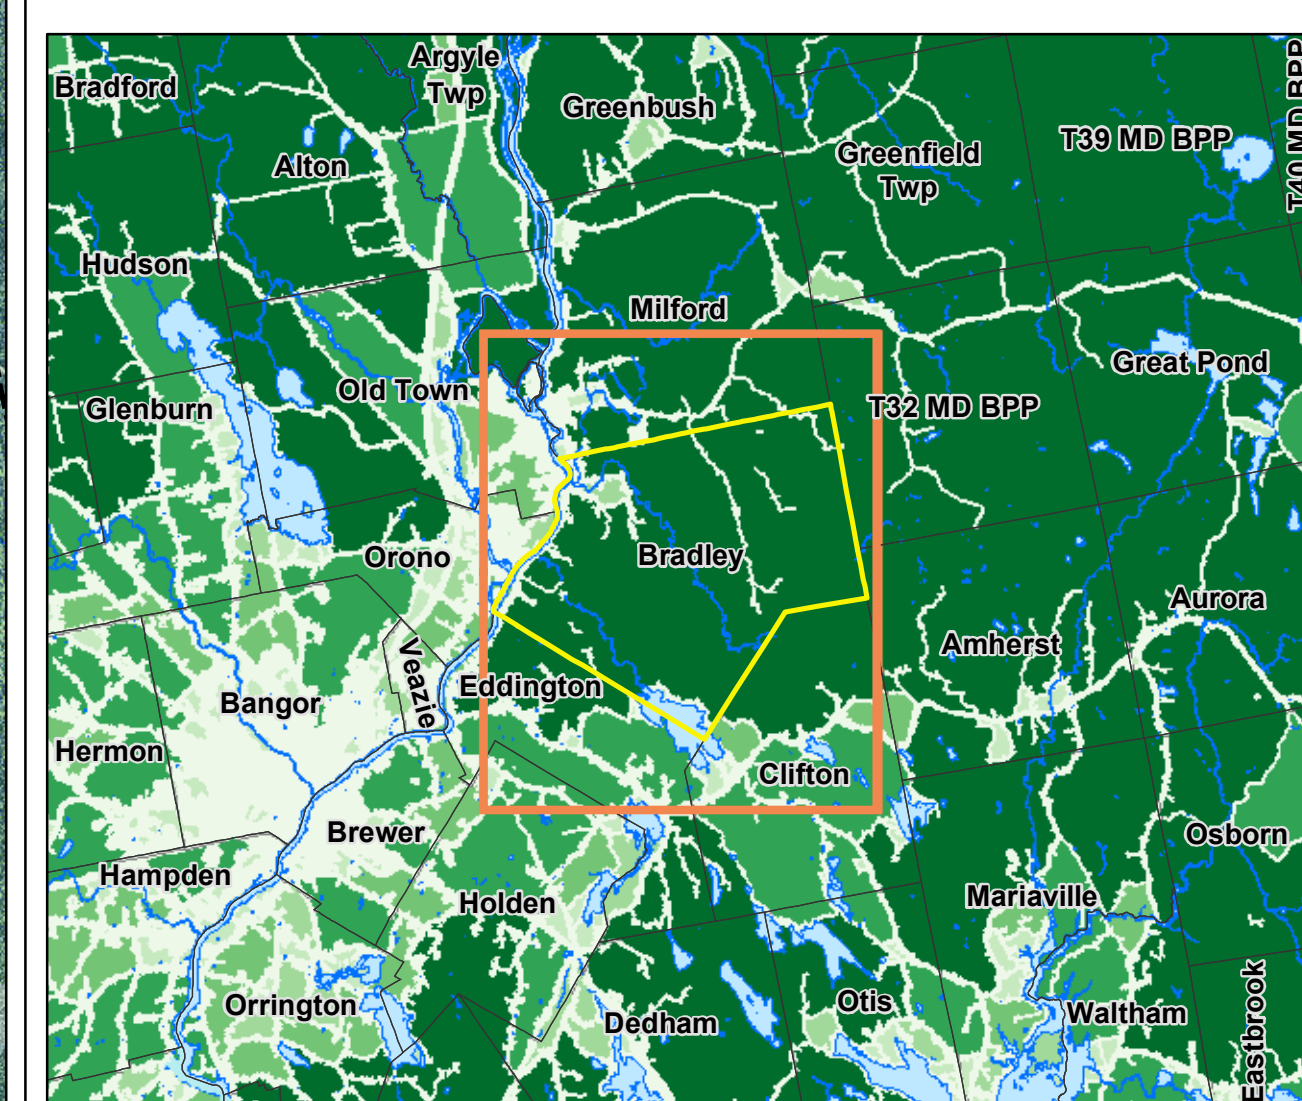 Argyle
Twp
Bradford
Greenbush
T39 MD BPP
T40 MD BPP
Alton
Greenfield
Twp
Hudson
Milford
Great Pond
Old Town
Glenburn
T32 MD BPP
Orono
Bradley
Aurora
Amherst
Veazie
Eddington
Bangor
Hermon
Clifton
Brewer
Osborn
Hampden
Holden
Mariaville
Orrington
Otis
Dedham
Waltham
Eastbrook